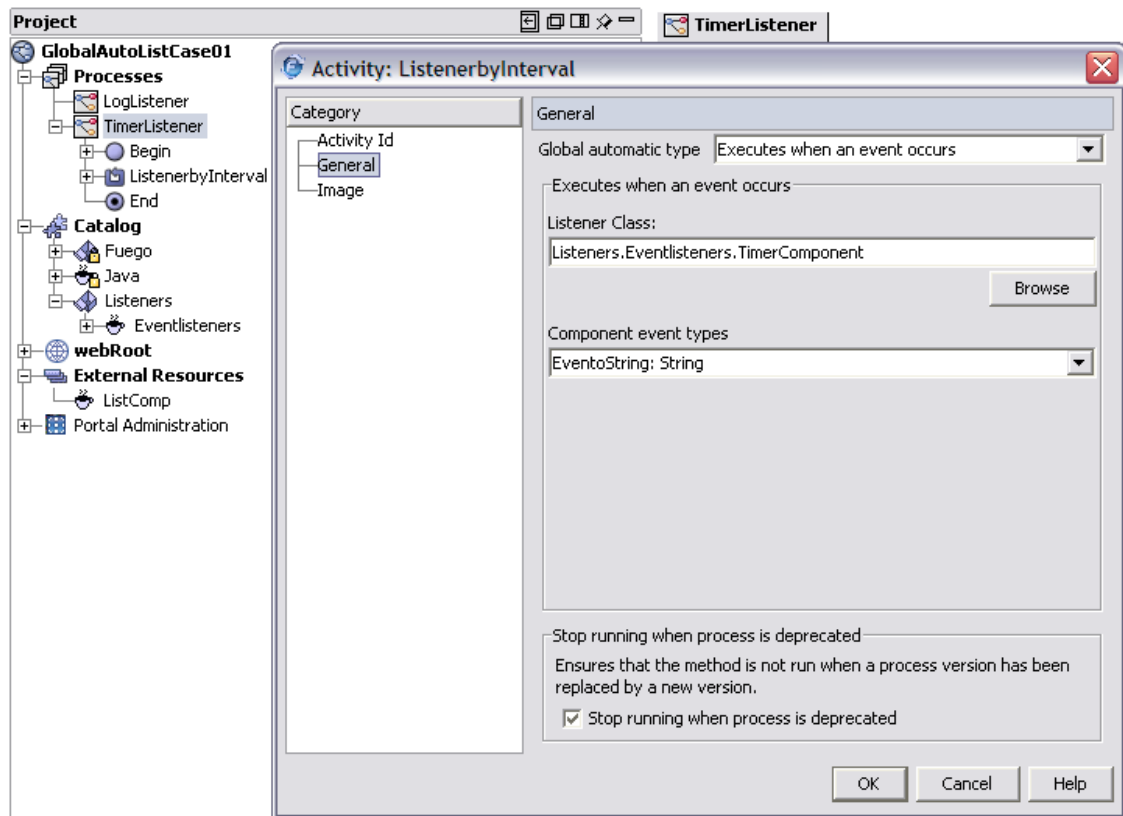 Project
GlobalAutoListCase01
Processes
LogListener
TimerListener
Begin
ListenerbyInterval
End
Catalog
Fuego
Java
Listeners
Eventlisteners
webRoot
External Resources
ListComp
Portal Administration
TimerListener
Activity: ListenerbyInterval
Category
Activity Id
General
Image
General
Global automatic type Executes when an event occurs
Executes when an event occurs
Listener Class:
Listeners.Eventlisteners.TimerComponent
Browse
Component event types
EventoString: String
Stop running when process is deprecated
Ensures that the method is not run when a process version has been
replaced by a new version.
Stop running when process is deprecated
OK Cancel Help